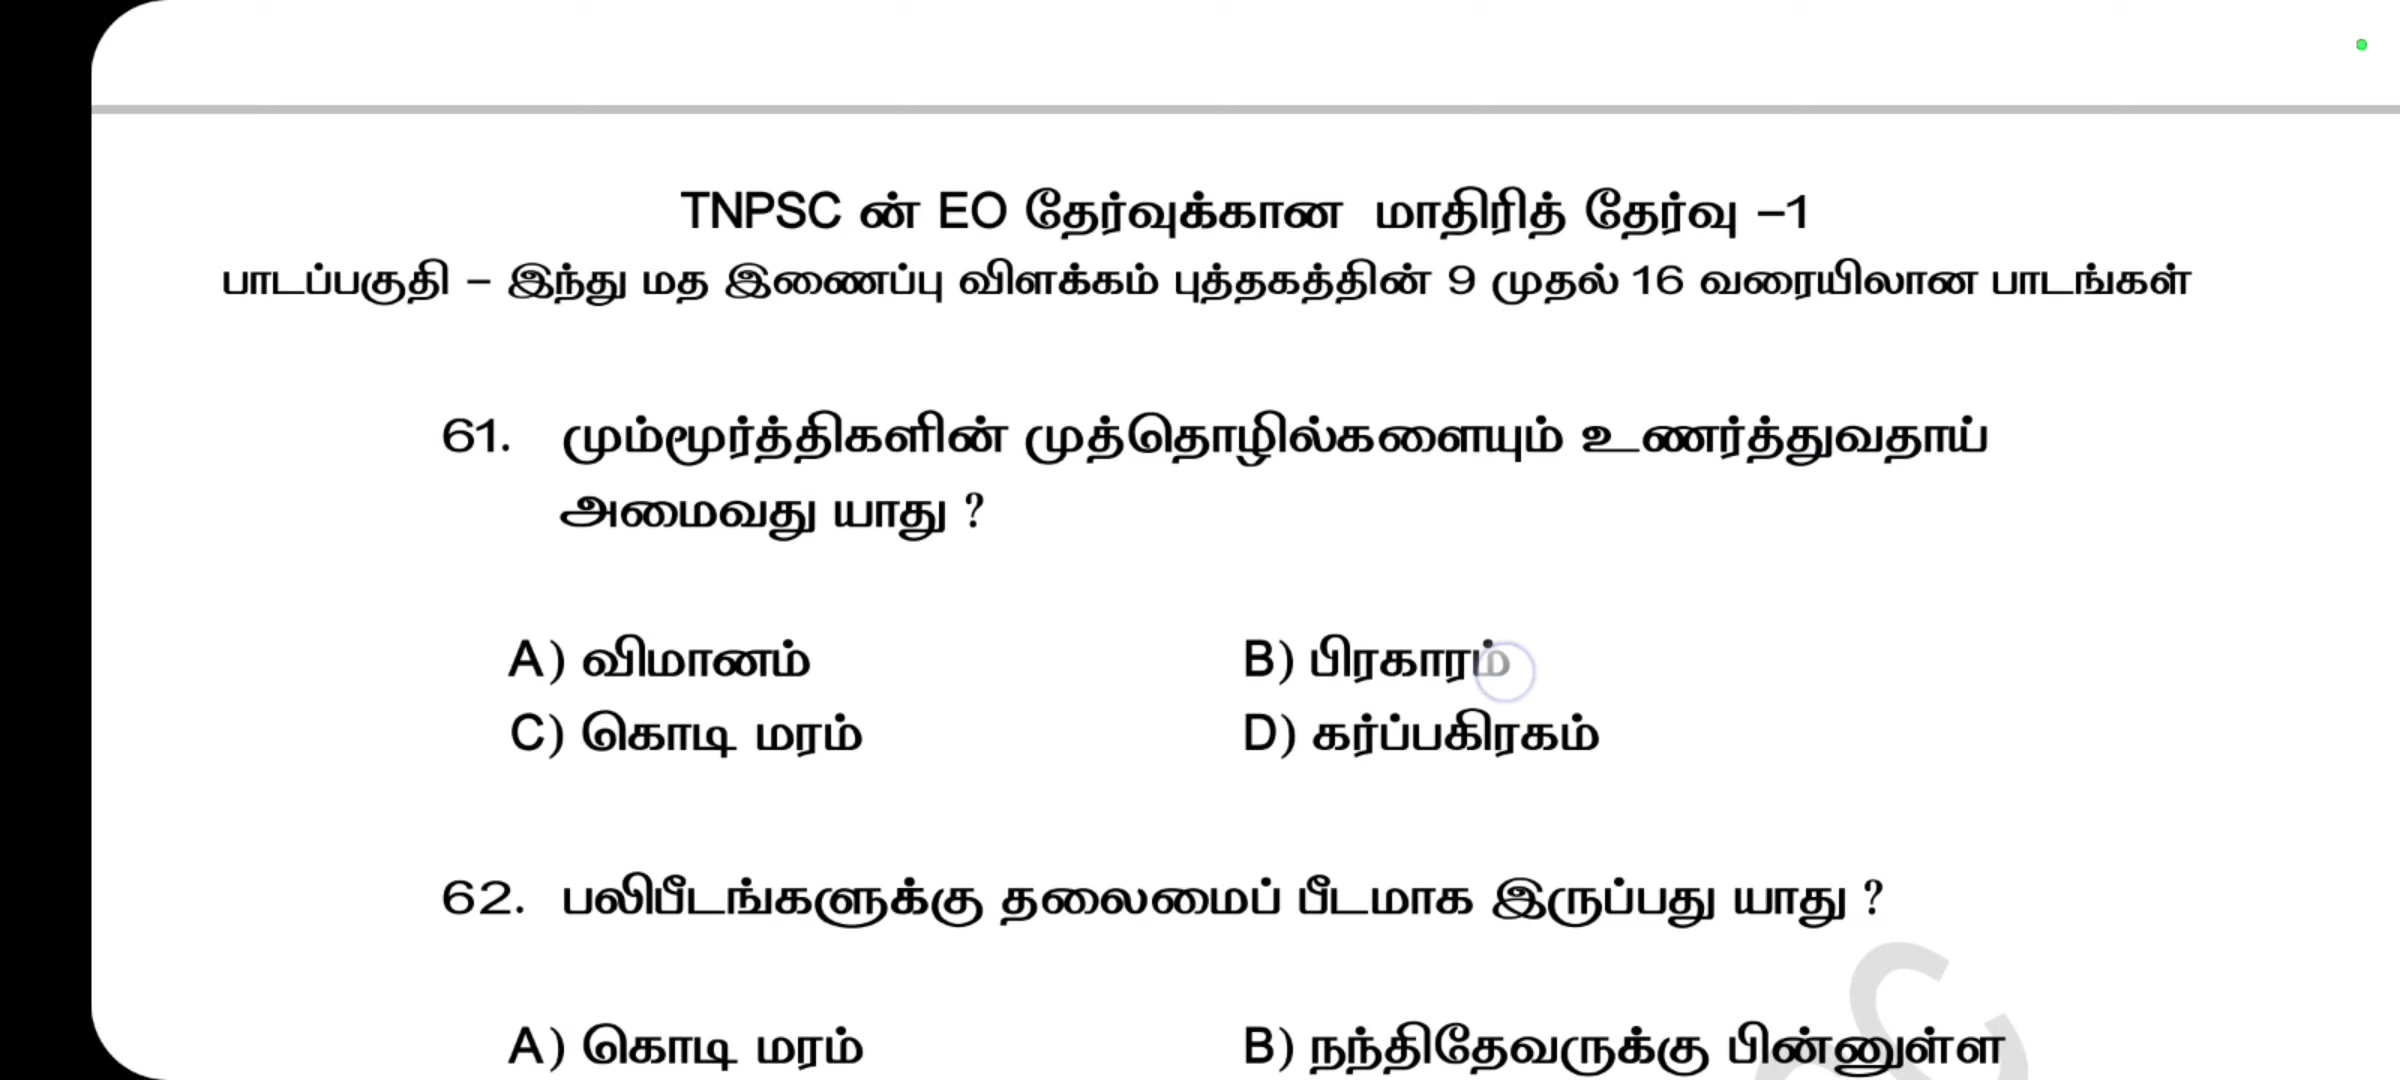 TNPSC ன் EO தேர்வுக்கான மாதிரித் தேர்வு –1
பாடப்பகுதி – இந்து மத இணைப்பு விளக்கம் புத்தகத்தின் 9 முதல் 16 வரையிலான பாடங்கள்
61. மும்மூர்த்திகளின் முத்தொழில்களையும் உணர்த்துவதாய்
அமைவது யாது ?
A) விமானம் B) பிரகாரம்
C) கொடி மரம் D) கர்ப்பகிரகம்
62. பலிபீடங்களுக்கு தலைமைப் பீடமாக இருப்பது யாது ?
A) கொடி மரம் B) நந்திதேவருக்கு பின்னுள்ள